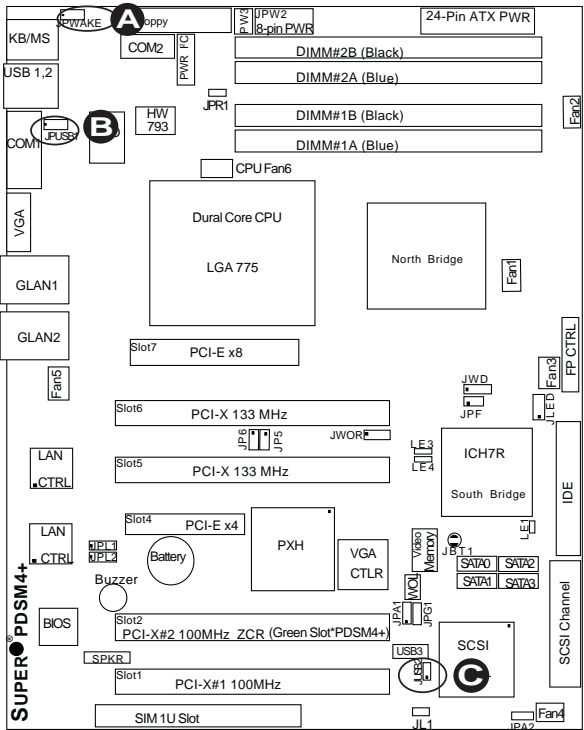 JPWAKE
A
oppy
PW3
JPW2
8-pin PWR
24-Pin ATX PWR
KB/MS
COM2
PWR I²C
DIMM#2B (Black)
USB 1,2
DIMM#2A (Blue)
JPR1
Fan2
HW
793
DIMM#1B (Black)
COM1
JPUSB1
B
DIMM#1A (Blue)
CPU Fan6
VGA
Dural Core CPU
LGA 775
North Bridge
Fan1
GLAN1
GLAN2
Slot7
PCI-E x8
FP CTRL
Fan3
Fan5
JWD
JPF
JLED
Slot6
PCI-X 133 MHz
JP6
JP5
JWOR
LE3
LE4
ICH7R
South Bridge
IDE
LAN
CTRL
Slot5
PCI-X 133 MHz
LE1
Slot4
PCI-E x4
LAN
CTRL
JPL1
JPL2
Battery
PXH
VGA
CTLR
Video
Memory
JBT1
SATA0
SATA2
SATA1
SATA3
Buzzer
WOL
JPA1
JPG1
BIOS
Slot2
PCI-X#2 100MHz ZCR (Green Slot*PDSM4+)
SCSI Channel
SUPER ® PDSM4+
SPKR
USB3
SCSI
Slot1
PCI-X#1 100MHz
C
SIM 1U Slot
JL1
JPA2
Fan4